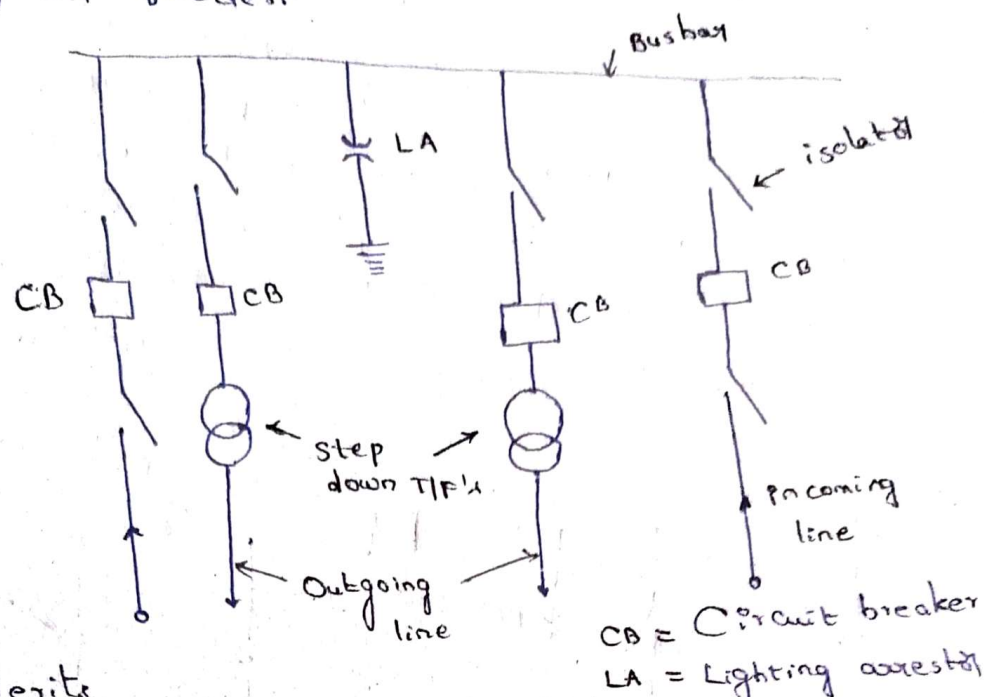 Busbar
LA
isolator
CB
CB
CB
CB
Step
down T/F's
incoming
line
Outgoing
line
CB = Circuit breaker
LA = Lighting arrestor